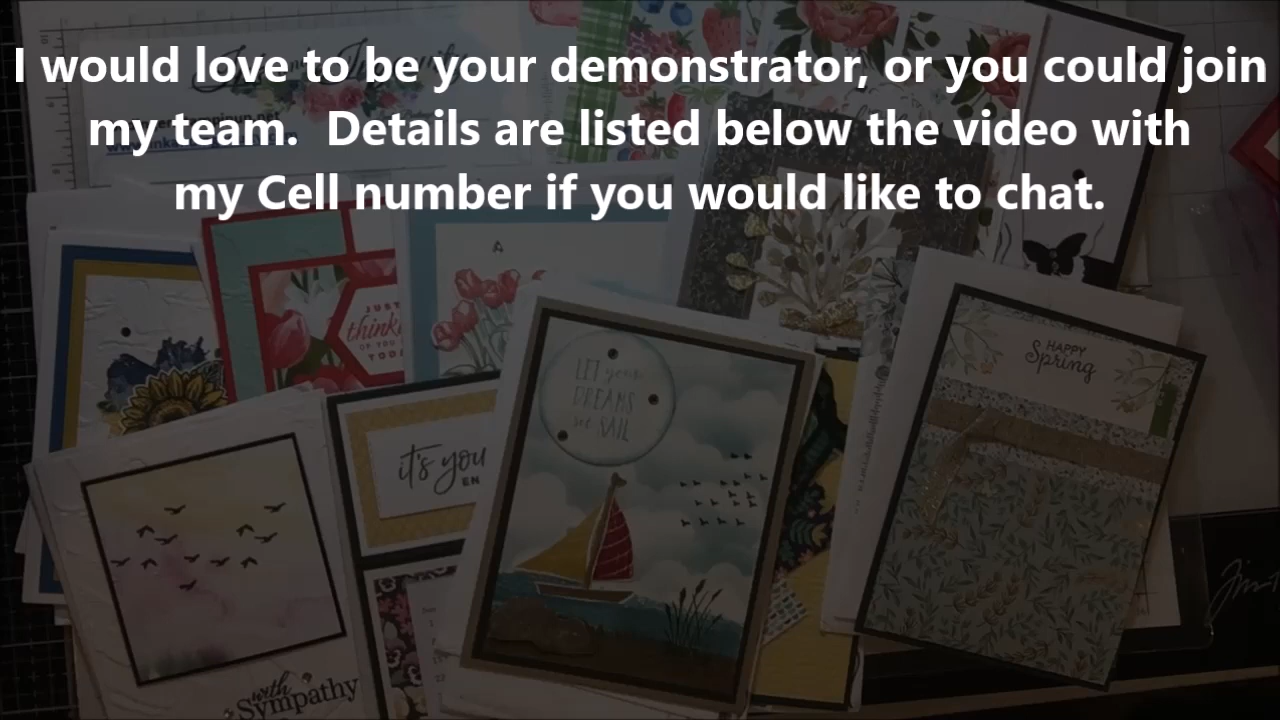 I would love to be your demonstrator, or you could join
my team.  Details are listed below the video with
my Cell number if you would like to chat.
JUST
OF YOU
HAPPY
Spring
LET your
DREAMS
set SAIL
it's you
with
Sympathy